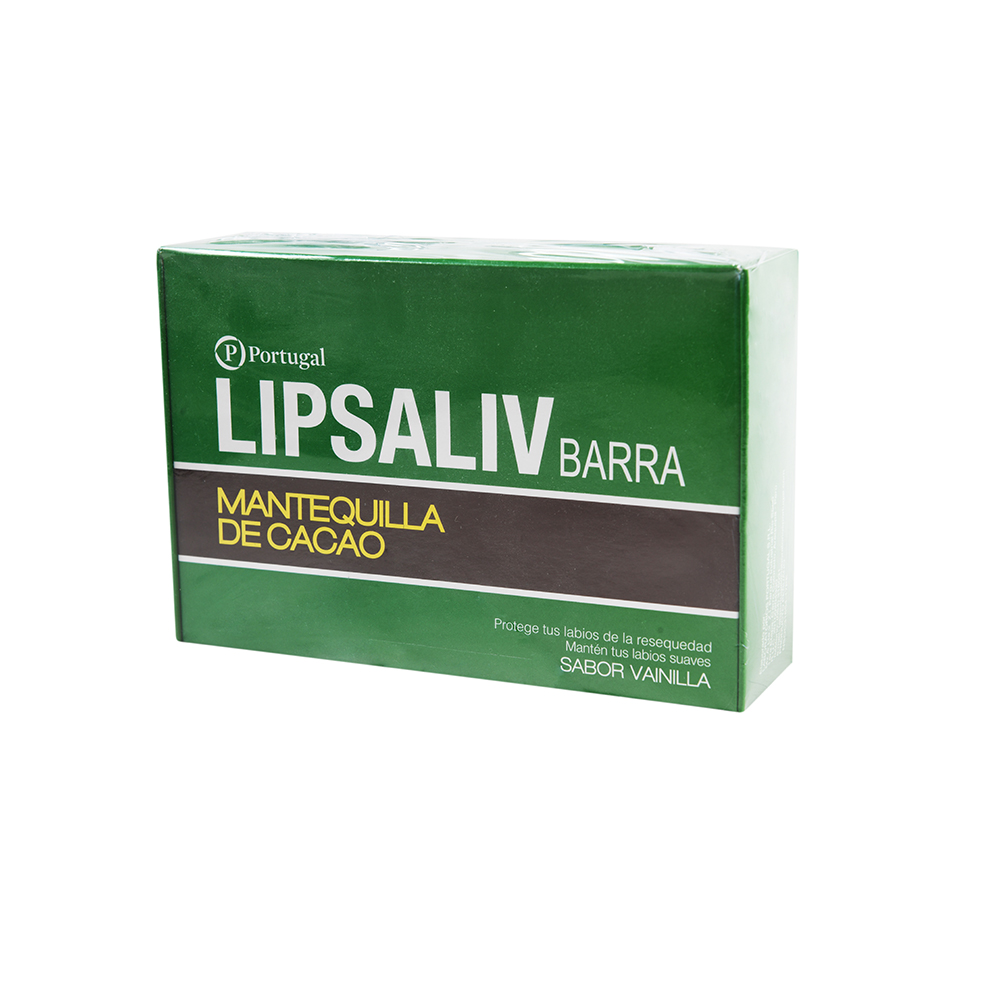 P Portugal
LIPSALIV BARRA
MANTEQUILLA
DE CACAO
Protege tus labios de la resequedad
Mantén tus labios suaves
SABOR VAINILLA